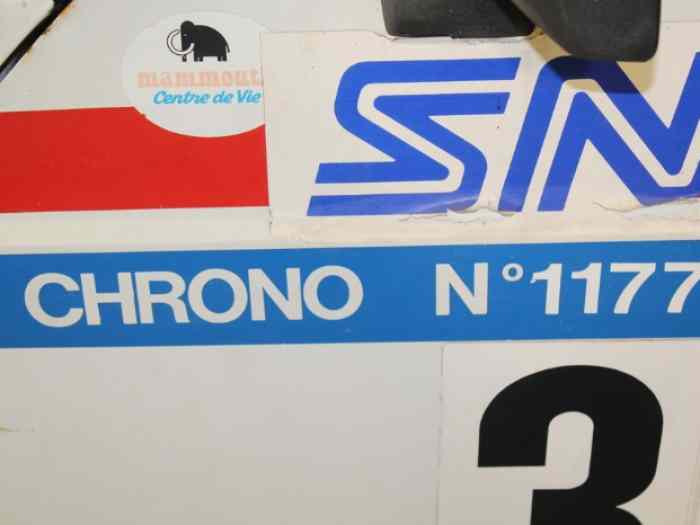 mammouth
Centre de Vie
SN
CHRONO N°1177
3